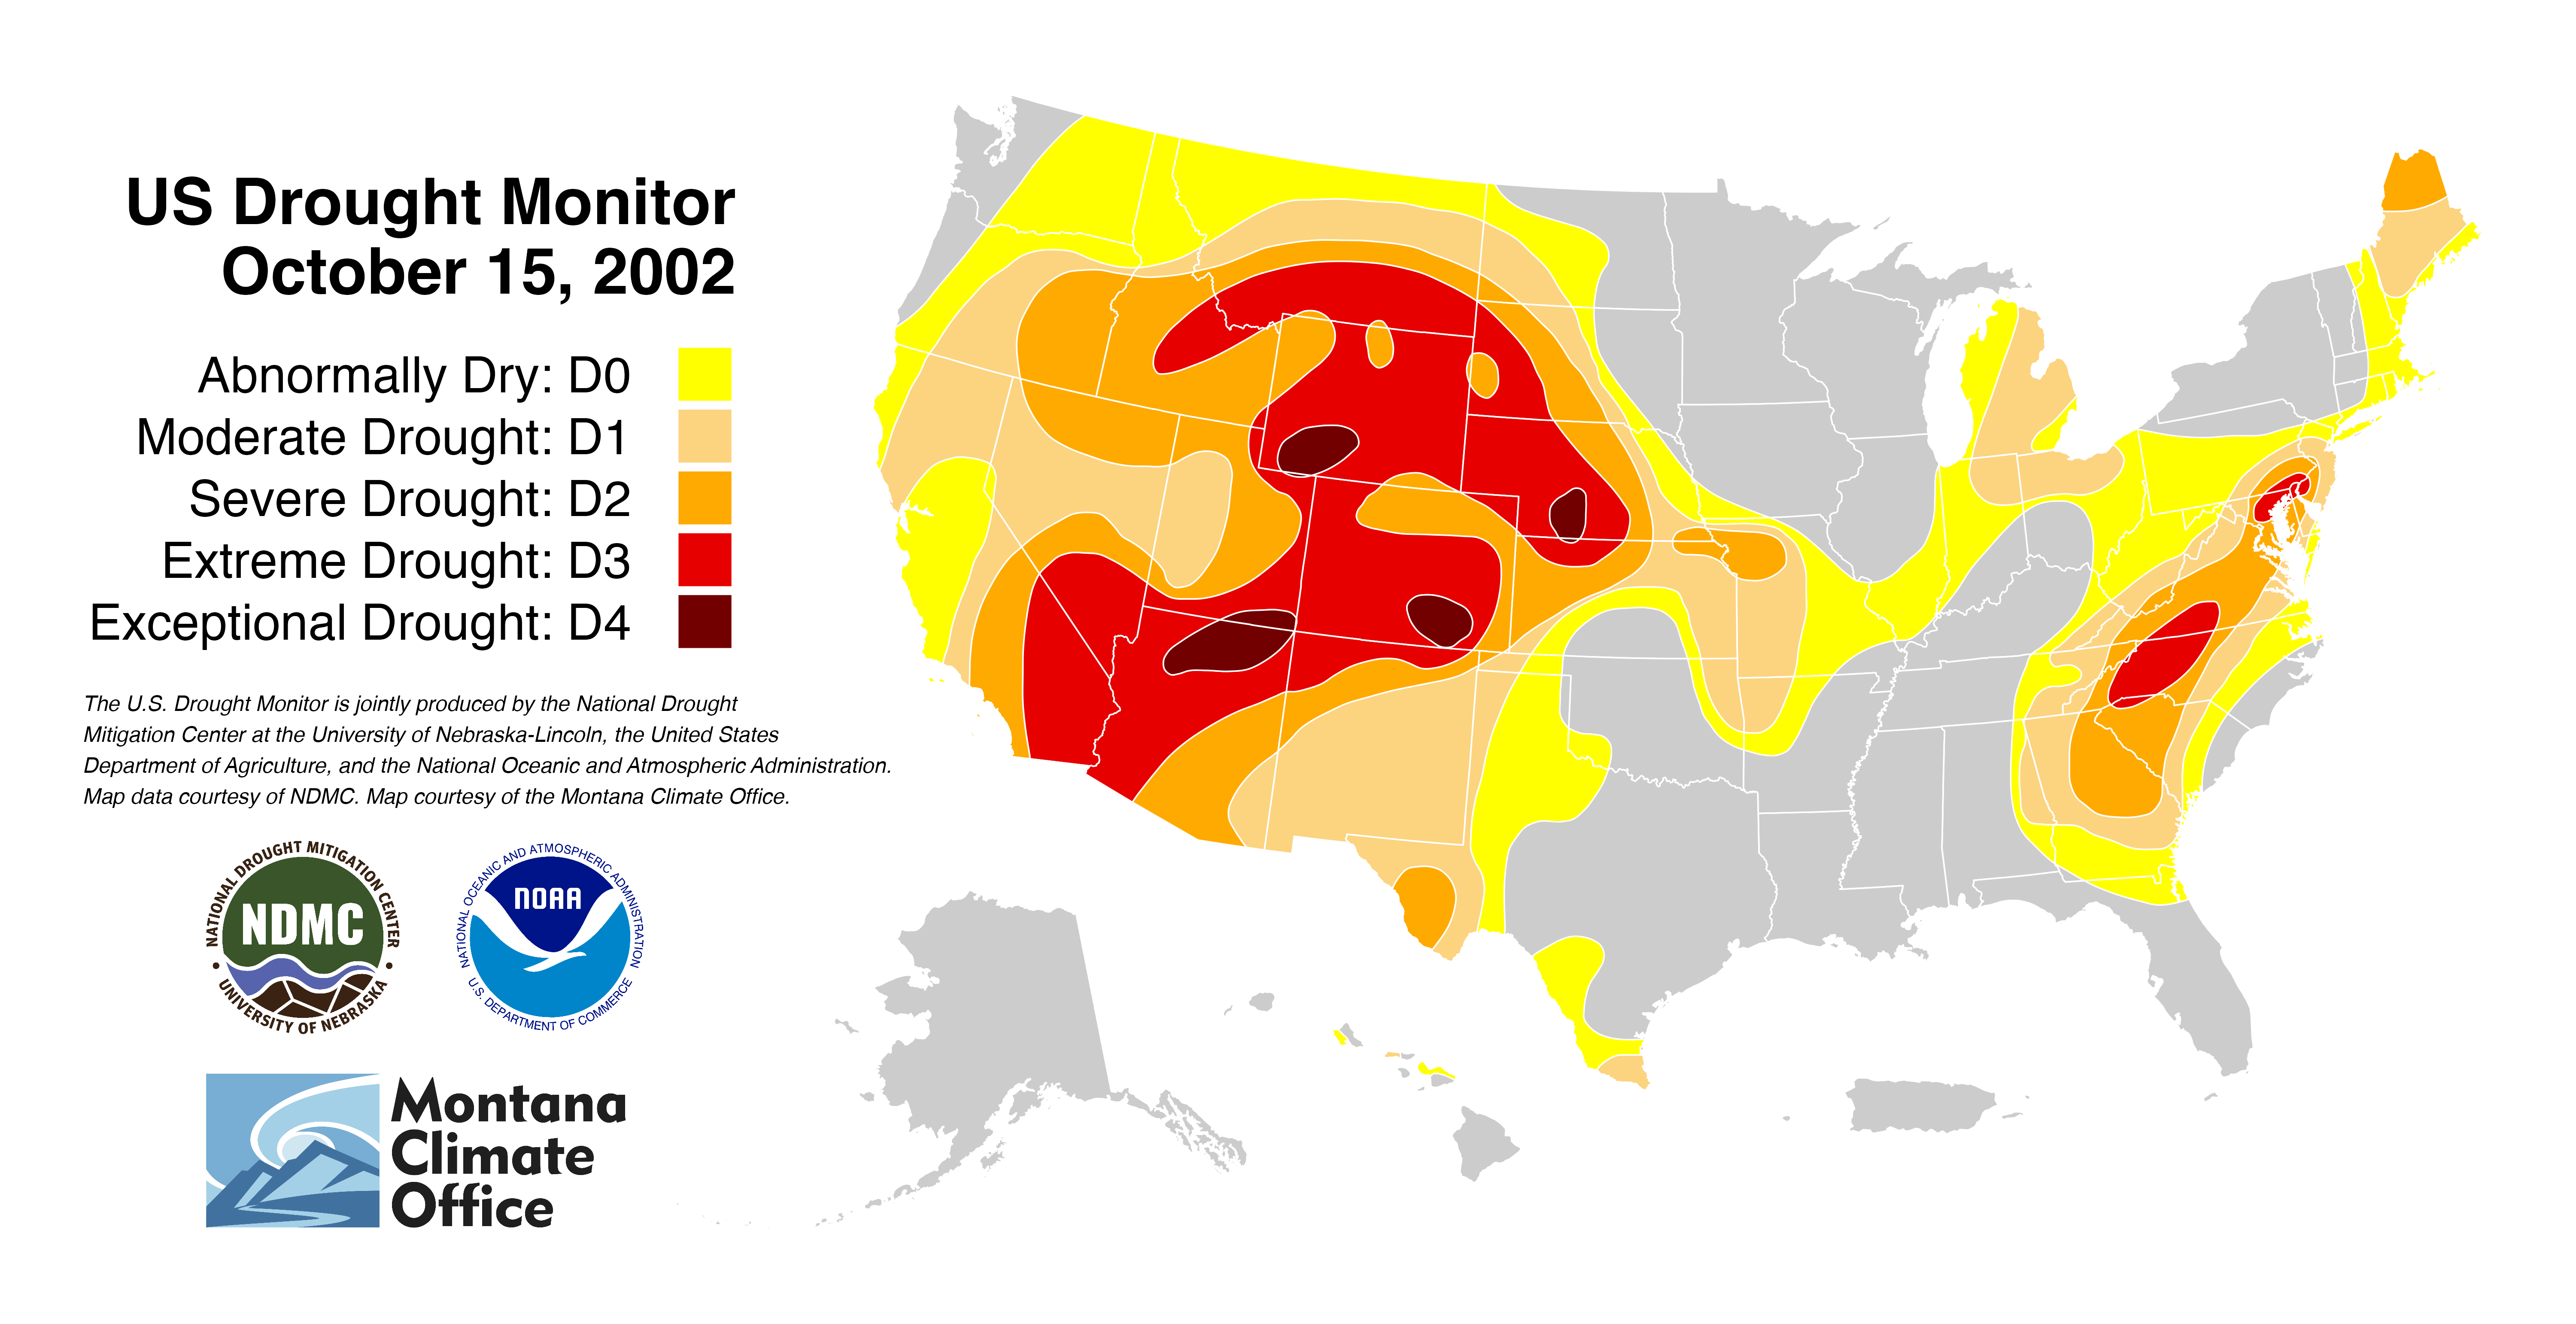 US Drought Monitor
October 15, 2002
Abnormally Dry: D0
Moderate Drought: D1
Severe Drought: D2
Extreme Drought: D3
Exceptional Drought: D4
The U.S. Drought Monitor is jointly produced by the National Drought
Mitigation Center at the University of Nebraska-Lincoln, the United States
Department of Agriculture, and the National Oceanic and Atmospheric Administration.
Map data courtesy of NDMC. Map courtesy of the Montana Climate Office.
NATIONAL DROUGHT MITIGATION CENTER
NDMC
• UNIVERSITY OF NEBRASKA •
NATIONAL OCEANIC AND ATMOSPHERIC ADMINISTRATION
NOAA
U.S. DEPARTMENT OF COMMERCE
Montana
Climate
Office